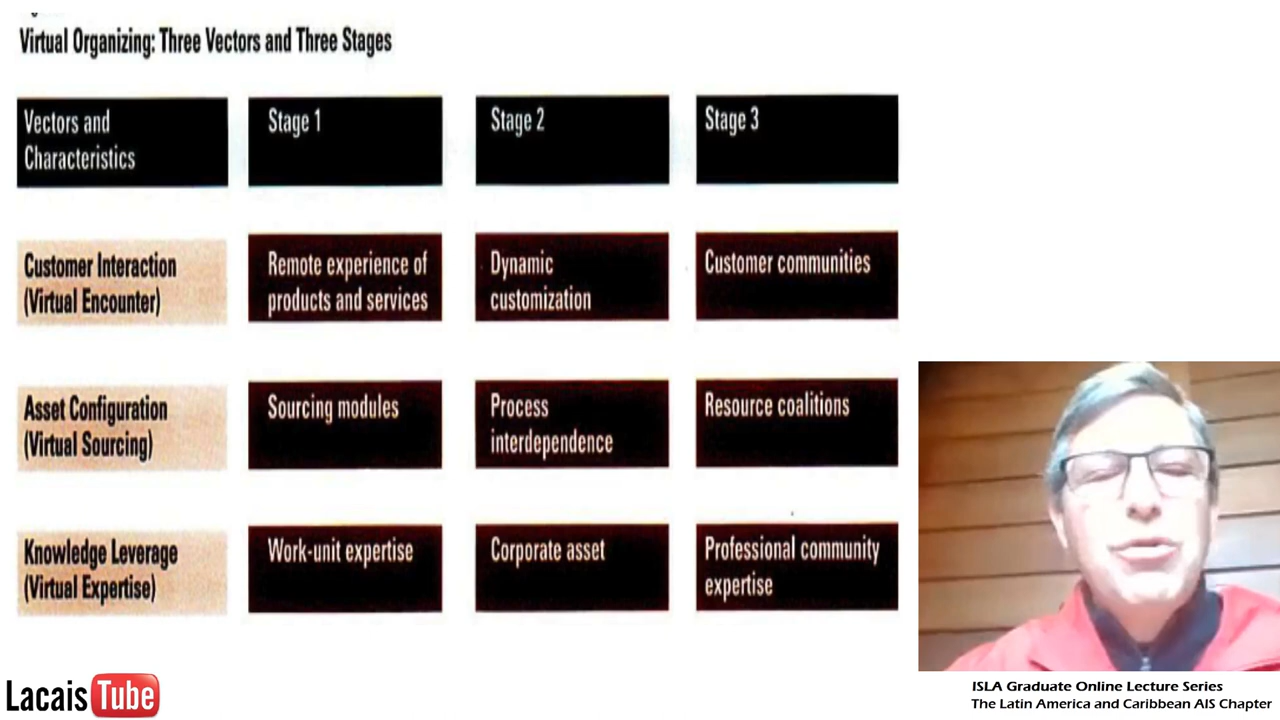 Virtual Organizing: Three Vectors and Three Stages
Vectors and
Characteristics
Stage 1
Stage 2
Stage 3
Customer Interaction
(Virtual Encounter)
Remote experience of
products and services
Dynamic
customization
Customer communities
Asset Configuration
(Virtual Sourcing)
Sourcing modules
Process
interdependence
Resource coalitions
Knowledge Leverage
(Virtual Expertise)
Work-unit expertise
Corporate asset
Professional community
expertise
Lacais Tube
ISLA Graduate Online Lecture Series
The Latin America and Caribbean AIS Chapter